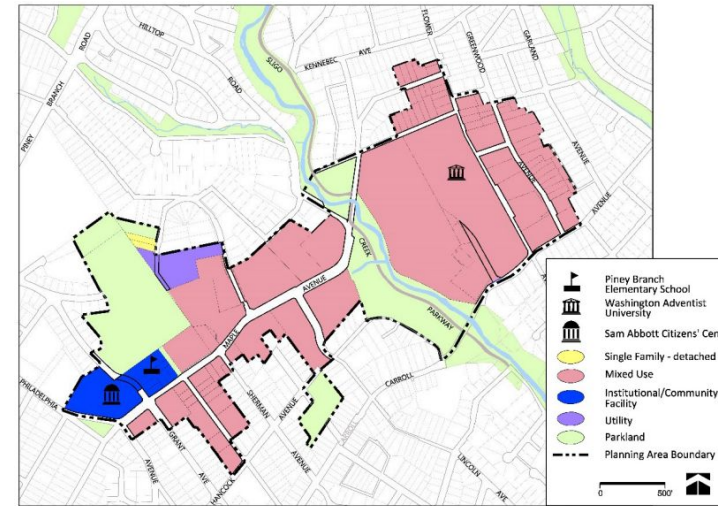 HILLTOP
ROAD
PINEY
BRANCH
ROAD
SLIGO
KENNEBEC AVE
FLOWER
GREENWOOD
GARLAND
AVENUE
AVENUE
AVENUE
CREEK
PARKWAY
MAPLE
AVENUE
PHILADELPHIA
AVENUE
GRANT
AVE
HANCOCK
SHERMAN
AVENUE
AVENUE
CARROLL
LINCOLN
AVE
Piney Branch
Elementary School
Washington Adventist
University
Sam Abbott Citizens' Cen
Single Family - detached
Mixed Use
Institutional/Community
Facility
Utility
Parkland
Planning Area Boundary
0 500'